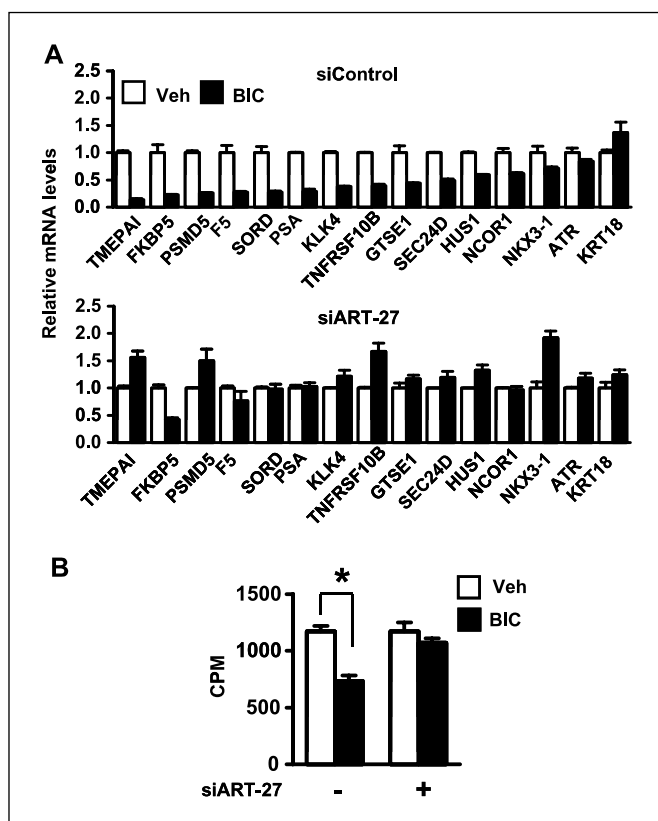 A
siControl
Veh BIC
Relative mRNA levels
2.5
2.0
1.5
1.0
0.5
0.0
TMEPAI FKBP5 PSMD5 F5 SORD PSA KLK4 TNFRSF10B GTSE1 SEC24D HUS1 NCOR1 NKX3-1 ATR KRT18
siART-27
2.5
2.0
1.5
1.0
0.5
0.0
TMEPAI FKBP5 PSMD5 F5 SORD PSA KLK4 TNFRSF10B GTSE1 SEC24D HUS1 NCOR1 NKX3-1 ATR KRT18
B
*
Veh
BIC
CPM
1500
1000
500
0
siART-27 - +